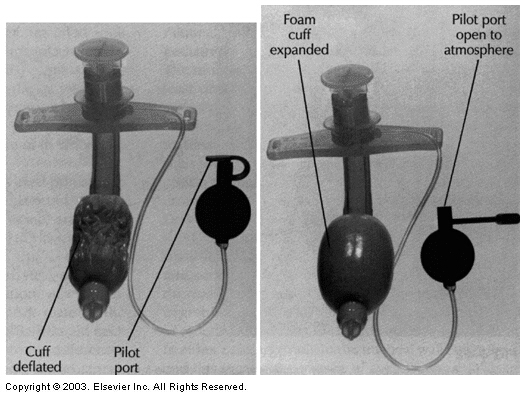 Cuff
deflated
Pilot
port
Foam
cuff
expanded
Pilot port
open to
atmosphere
Copyright © 2003. Elsevier Inc. All Rights Reserved.